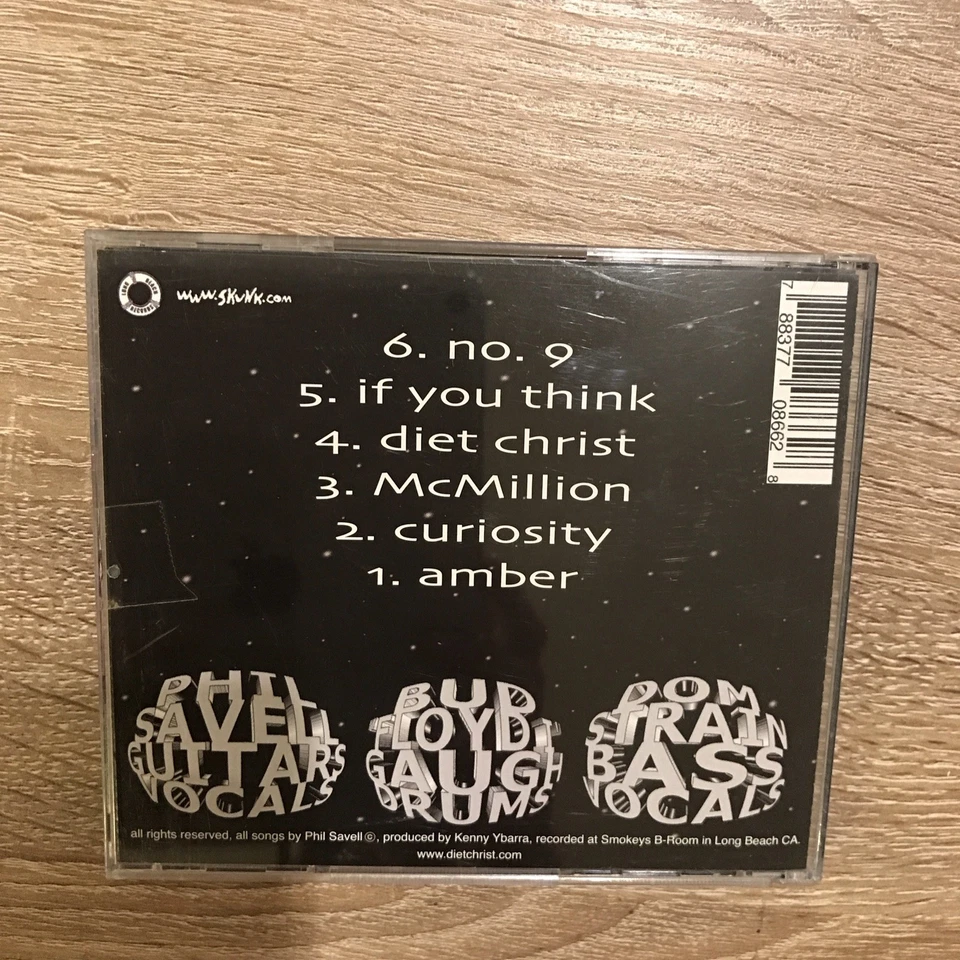 LONG BEACH RECORDS
www.skunk.com
7 88377 08662 8
6. no. 9
5. if you think
4. diet christ
3. McMillion
2. curiosity
1. amber
PHIL
SAVELL
GUITARS
VOCALS
BUD
FLOYD
GAUGH
DRUMS
DOM
STRAIN
BASS
VOCALS
all rights reserved, all songs by Phil Savell ©, produced by Kenny Ybarra, recorded at Smokeys B-Room in Long Beach CA.
www.dietchrist.com